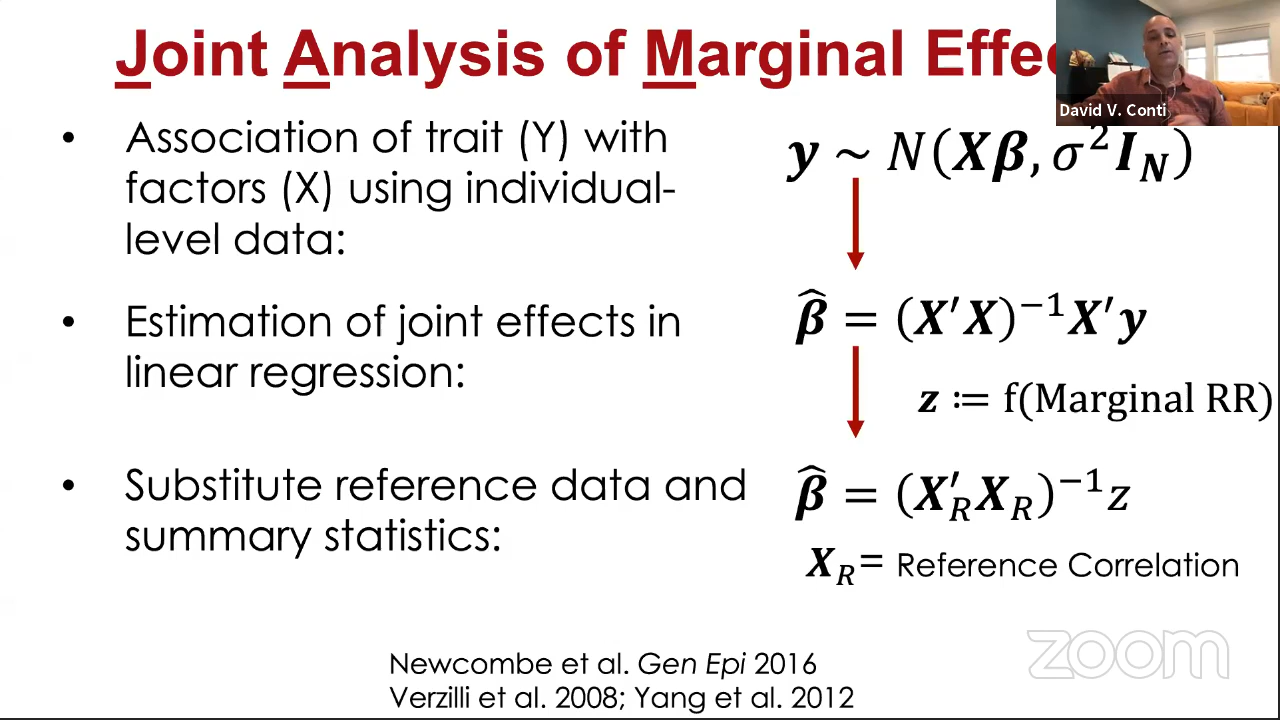 Joint Analysis of Marginal Effe
David V. Conti
• Association of trait (Y) with
factors (X) using individual-
level data:
y ~ N(Xβ, σ²I_N)
• Estimation of joint effects in
linear regression:
β̂ = (X′X)⁻¹X′y
z ≔ f(Marginal RR)
• Substitute reference data and
summary statistics:
β̂ = (X′_R X_R)⁻¹z
X_R= Reference Correlation
zoom
Newcombe et al. Gen Epi 2016
Verzilli et al. 2008; Yang et al. 2012